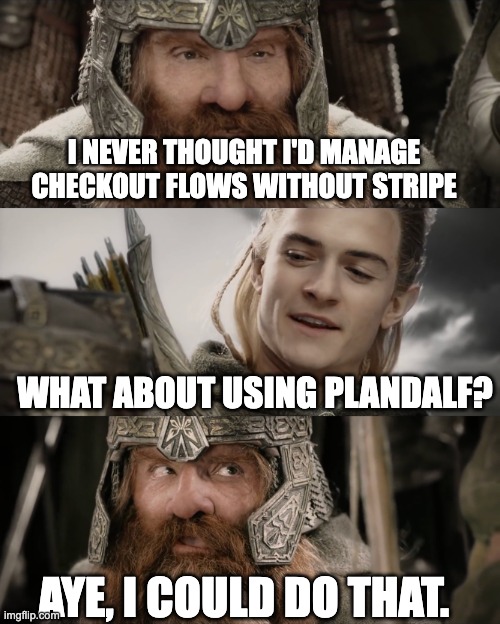 I NEVER THOUGHT I'D MANAGE
CHECKOUT FLOWS WITHOUT STRIPE
WHAT ABOUT USING PLANDALF?
AYE, I COULD DO THAT.
imgflip.com